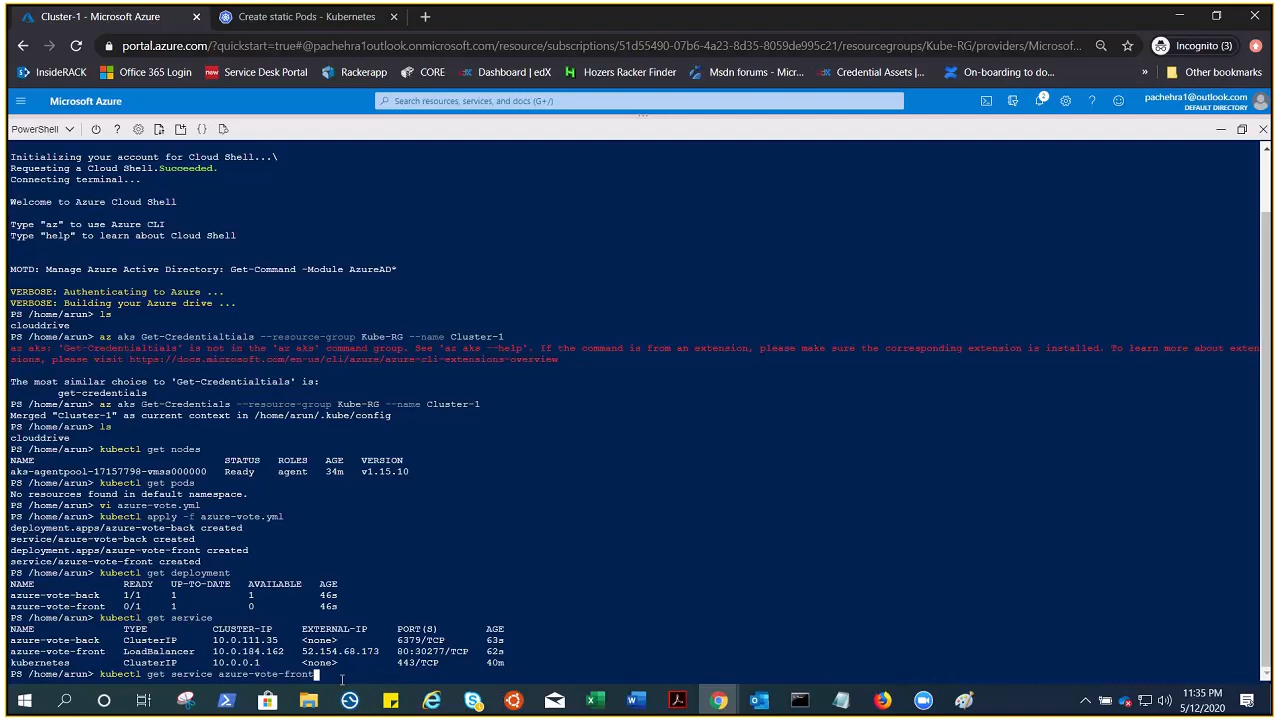 Cluster-1 - Microsoft Azure
Create static Pods - Kubernetes
portal.azure.com/?quickstart=true#@pachehra1outlook.onmicrosoft.com/resource/subscriptions/51d55490-07b6-4a23-8d35-8059de995c21/resourcegroups/Kube-RG/providers/Microsof...
Incognito (3)
InsideRACK
Office 365 Login
Service Desk Portal
Rackerapp
CORE
Dashboard | edX
Hozers Racker Finder
Msdn forums - Micr...
Credential Assets |...
On-boarding to do...
»
Other bookmarks
Microsoft Azure
Search resources, services, and docs (G+/)
2
pachehra1@outlook.com
DEFAULT DIRECTORY
PowerShell
Initializing your account for Cloud Shell...\
Requesting a Cloud Shell.Succeeded.
Connecting terminal...
Welcome to Azure Cloud Shell
Type "az" to use Azure CLI
Type "help" to learn about Cloud Shell
MOTD: Manage Azure Active Directory: Get-Command -Module AzureAD*
VERBOSE: Authenticating to Azure ...
VERBOSE: Building your Azure drive ...
PS /home/arun> ls
clouddrive
PS /home/arun> az aks Get-Credentialtials --resource-group Kube-RG --name Cluster-1
az aks: 'Get-Credentialtials' is not in the 'az aks' command group. See 'az aks --help'. If the command is from an extension, please make sure the corresponding extension is installed. To learn more about exten
sions, please visit https://docs.microsoft.com/en-us/cli/azure/azure-cli-extensions-overview
The most similar choice to 'Get-Credentialtials' is:
get-credentials
PS /home/arun> az aks Get-Credentials --resource-group Kube-RG --name Cluster-1
Merged "Cluster-1" as current context in /home/arun/.kube/config
PS /home/arun> ls
clouddrive
PS /home/arun> kubectl get nodes
NAME STATUS ROLES AGE VERSION
aks-agentpool-17157798-vmss000000 Ready agent 34m v1.15.10
PS /home/arun> kubectl get pods
No resources found in default namespace.
PS /home/arun> vi azure-vote.yml
PS /home/arun> kubectl apply -f azure-vote.yml
deployment.apps/azure-vote-back created
service/azure-vote-back created
deployment.apps/azure-vote-front created
service/azure-vote-front created
PS /home/arun> kubectl get deployment
NAME READY UP-TO-DATE AVAILABLE AGE
azure-vote-back 1/1 1 1 46s
azure-vote-front 0/1 1 0 46s
PS /home/arun> kubectl get service
NAME TYPE CLUSTER-IP EXTERNAL-IP PORT(S) AGE
azure-vote-back ClusterIP 10.0.111.35 <none> 6379/TCP 63s
azure-vote-front LoadBalancer 10.0.184.162 52.154.68.173 80:30277/TCP 62s
kubernetes ClusterIP 10.0.0.1 <none> 443/TCP 40m
PS /home/arun> kubectl get service azure-vote-front
11:35 PM
5/12/2020